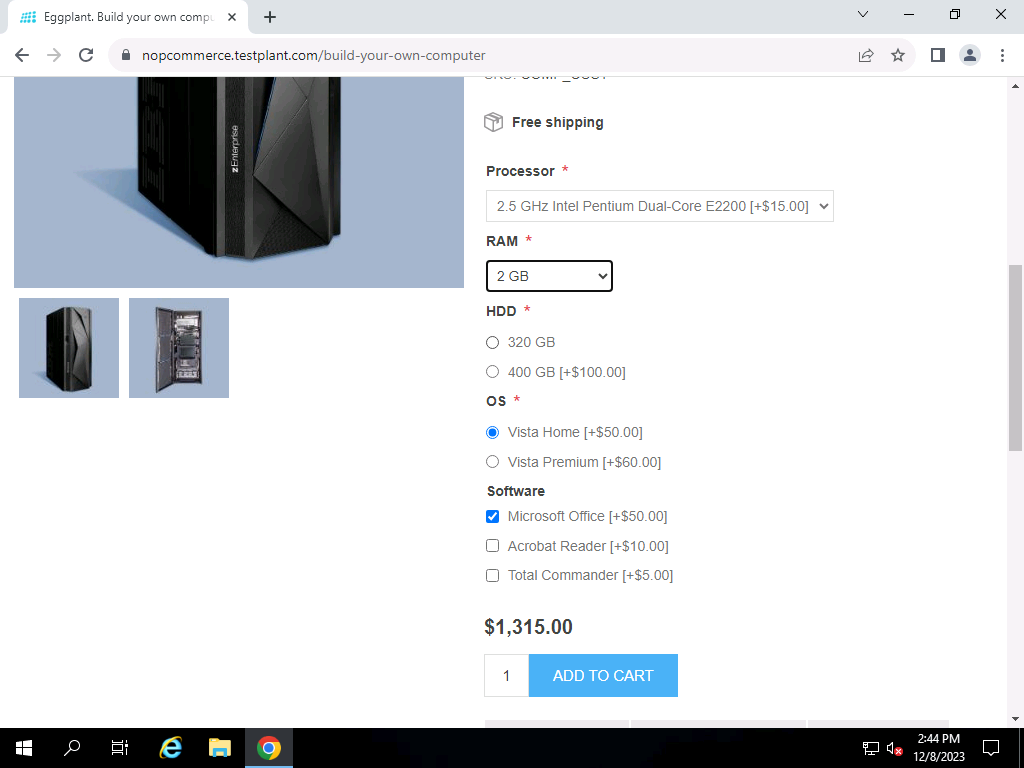 Eggplant. Build your own compu
nopcommerce.testplant.com/build-your-own-computer
zEnterprise
Free shipping
Processor *
2.5 GHz Intel Pentium Dual-Core E2200 [+$15.00]
RAM *
2 GB
HDD *
320 GB
400 GB [+$100.00]
OS *
Vista Home [+$50.00]
Vista Premium [+$60.00]
Software
Microsoft Office [+$50.00]
Acrobat Reader [+$10.00]
Total Commander [+$5.00]
$1,315.00
1
ADD TO CART
2:44 PM
12/8/2023